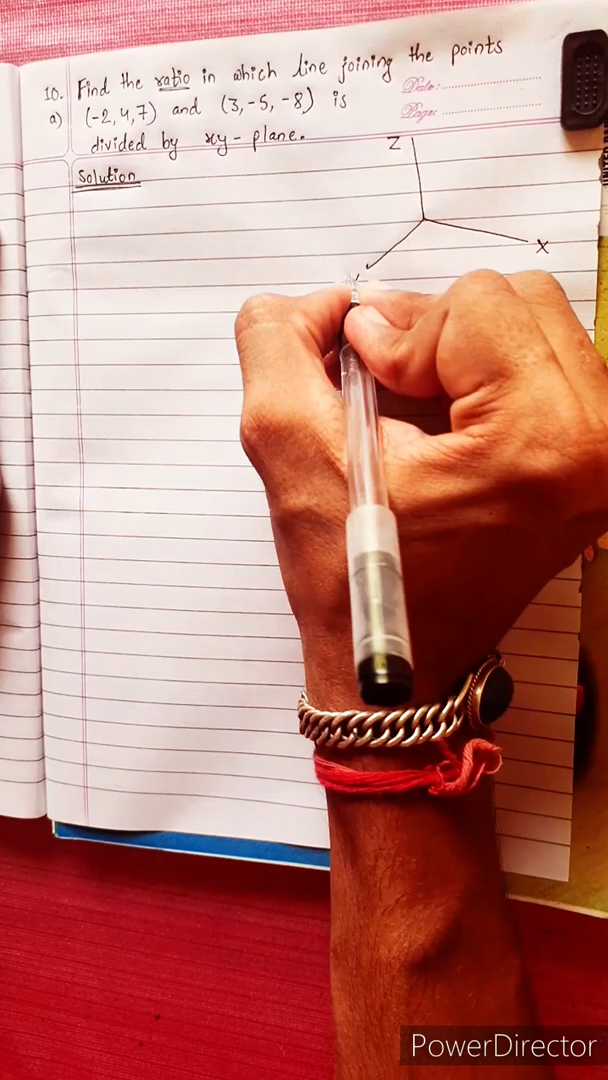 10. Find the ratio in which line joining the points
a) (-2,4,7) and (3,-5,-8) is
divided by xy-plane.
Date:
Page:
Solution
Z
X
PowerDirector